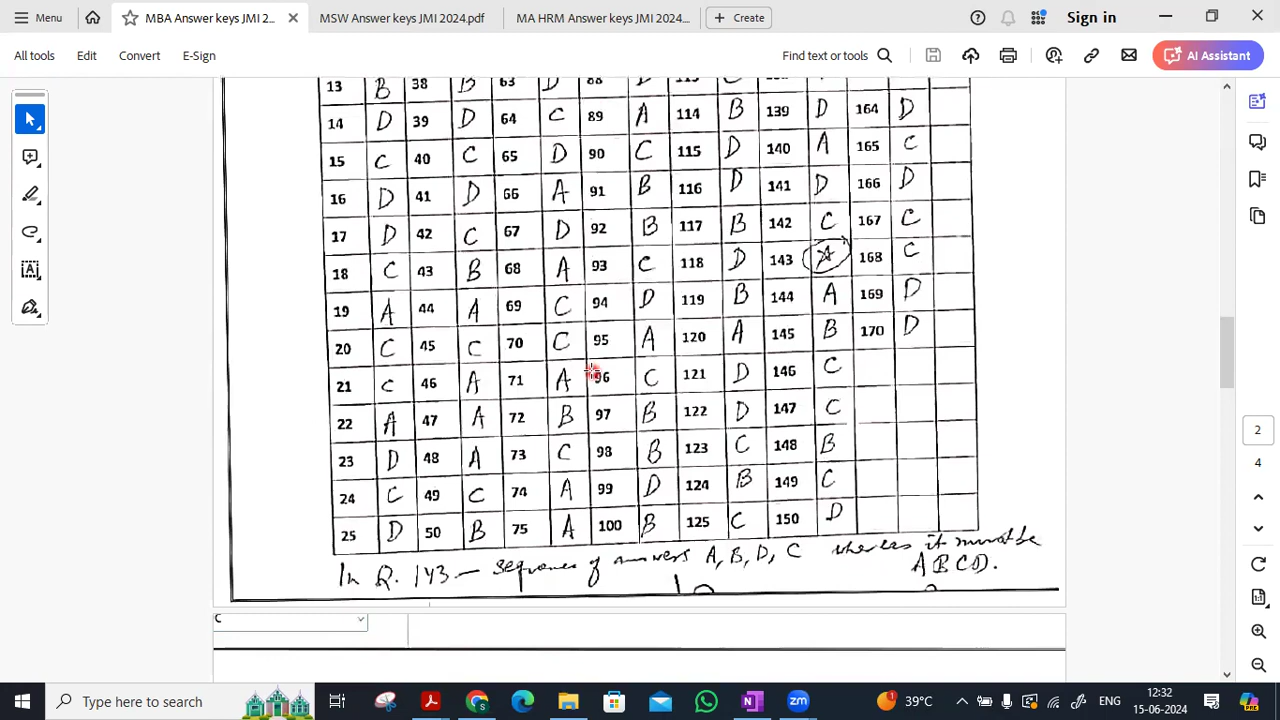 Menu MBA Answer keys JMI 2... MSW Answer keys JMI 2024.pdf MA HRM Answer keys JMI 2024... Create Sign in
All tools Edit Convert E-Sign Find text or tools AI Assistant
13 B 38 B 63 D 88 D 113 C
14 D 39 D 64 C 89 A 114 B 139 D 164 D
15 C 40 C 65 D 90 C 115 D 140 A 165 C
16 D 41 D 66 A 91 B 116 D 141 D 166 D
17 D 42 C 67 D 92 B 117 B 142 C 167 C
18 C 43 B 68 A 93 C 118 D 143 A 168 C
19 A 44 A 69 C 94 D 119 B 144 A 169 D
20 C 45 C 70 C 95 A 120 A 145 B 170 D
21 C 46 A 71 A 96 C 121 D 146 C
22 A 47 A 72 B 97 B 122 D 147 C
23 D 48 A 73 C 98 B 123 C 148 B
24 C 49 C 74 A 99 D 124 B 149 C
25 D 50 B 75 A 100 B 125 C 150 D
In Q. 143 — sequence of answers A, B, D, C whereas it must be
A B C D.
C
2
4
Type here to search 1 39°C ENG 12:32
15-06-2024